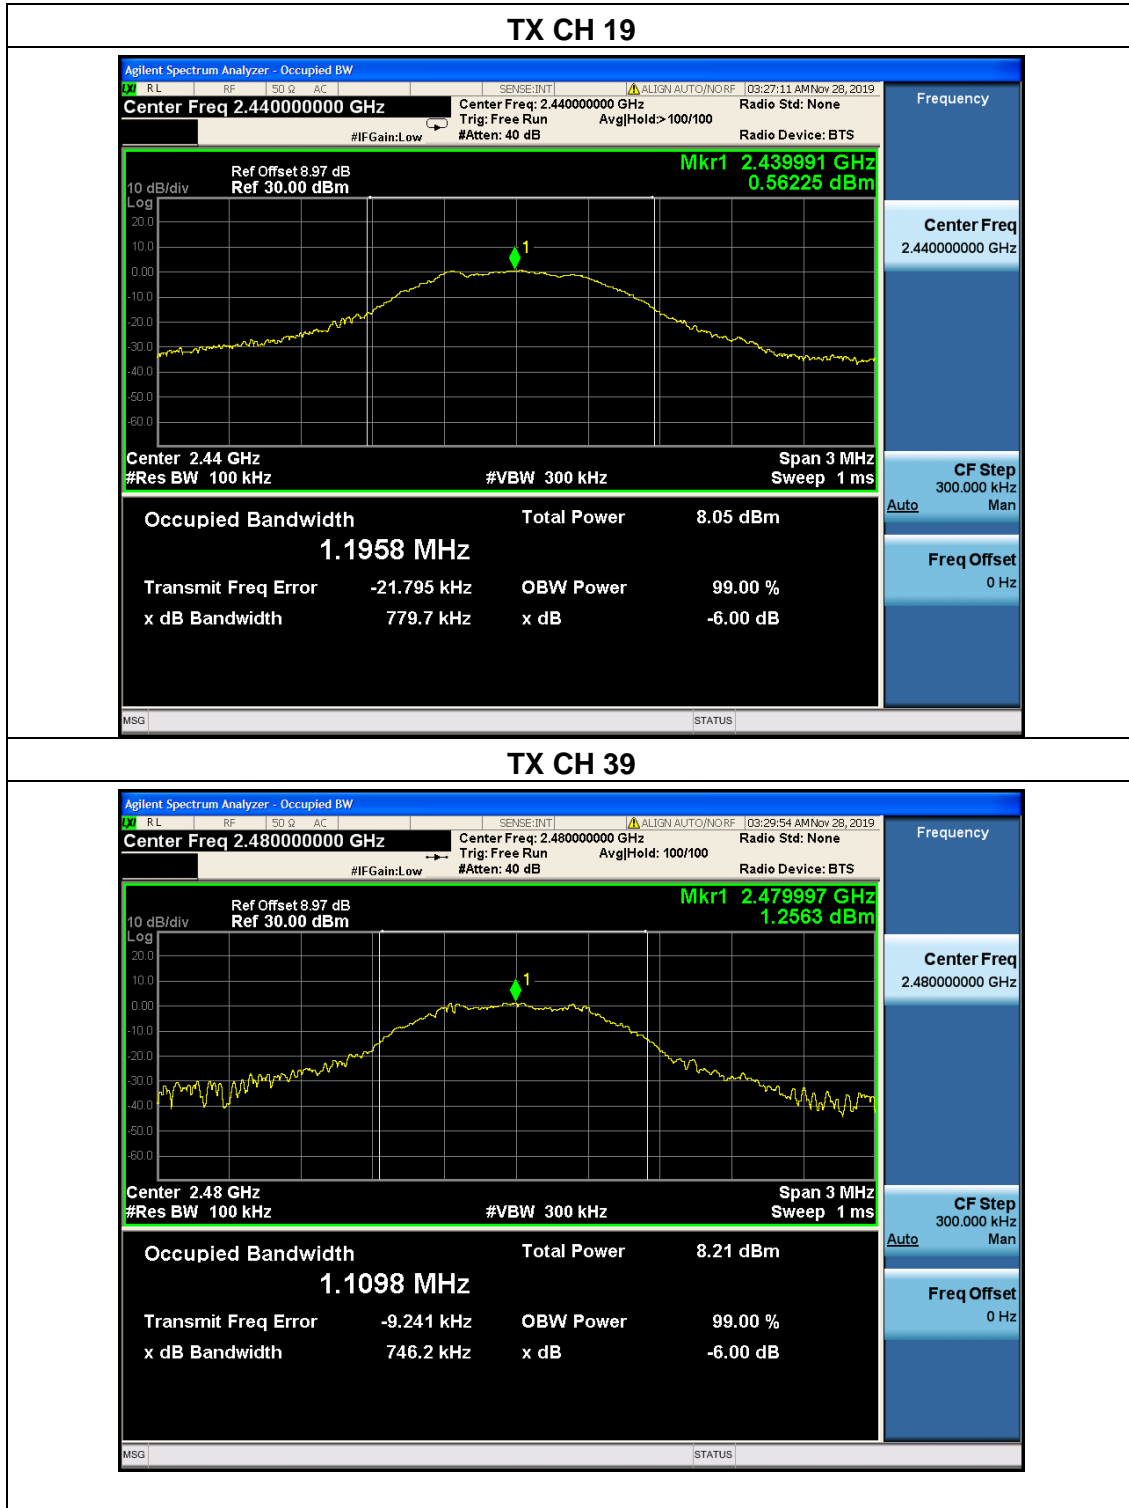 TX CH 19
Agilent Spectrum Analyzer - Occupied BW
LXI RL RF 50 Ω AC SENSE:INT ALIGN AUTO/NO RF 03:27:11 AM Nov 28, 2019
Center Freq 2.440000000 GHz
Center Freq: 2.440000000 GHz
Radio Std: None
Trig: Free Run Avg|Hold:>100/100
#IFGain:Low #Atten: 40 dB Radio Device: BTS
Frequency
Mkr1 2.439991 GHz
0.56225 dBm
Ref Offset 8.97 dB
10 dB/div Ref 30.00 dBm
Log
20.0
10.0
0.00
-10.0
-20.0
-30.0
-40.0
-50.0
-60.0
1
Center 2.44 GHz Span 3 MHz
#Res BW 100 kHz #VBW 300 kHz Sweep 1 ms
Center Freq
2.440000000 GHz
CF Step
300.000 kHz
Auto Man
Freq Offset
0 Hz
Occupied Bandwidth Total Power 8.05 dBm
1.1958 MHz
Transmit Freq Error -21.795 kHz OBW Power 99.00 %
x dB Bandwidth 779.7 kHz x dB -6.00 dB
MSG STATUS
TX CH 39
Agilent Spectrum Analyzer - Occupied BW
LXI RL RF 50 Ω AC SENSE:INT ALIGN AUTO/NO RF 03:29:54 AM Nov 28, 2019
Center Freq 2.480000000 GHz
Center Freq: 2.480000000 GHz
Radio Std: None
Trig: Free Run Avg|Hold: 100/100
#IFGain:Low #Atten: 40 dB Radio Device: BTS
Frequency
Mkr1 2.479997 GHz
1.2563 dBm
Ref Offset 8.97 dB
10 dB/div Ref 30.00 dBm
Log
20.0
10.0
0.00
-10.0
-20.0
-30.0
-40.0
-50.0
-60.0
1
Center 2.48 GHz Span 3 MHz
#Res BW 100 kHz #VBW 300 kHz Sweep 1 ms
Center Freq
2.480000000 GHz
CF Step
300.000 kHz
Auto Man
Freq Offset
0 Hz
Occupied Bandwidth Total Power 8.21 dBm
1.1098 MHz
Transmit Freq Error -9.241 kHz OBW Power 99.00 %
x dB Bandwidth 746.2 kHz x dB -6.00 dB
MSG STATUS